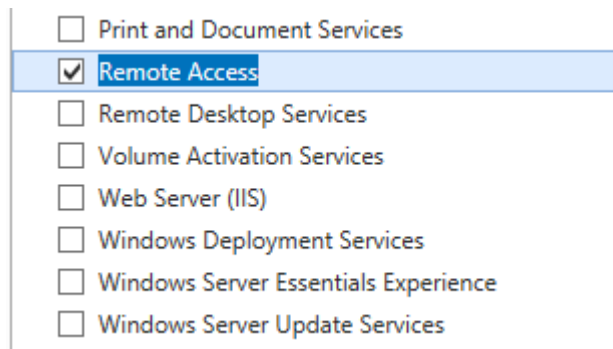 Print and Document Services
Remote Access
Remote Desktop Services
Volume Activation Services
Web Server (IIS)
Windows Deployment Services
Windows Server Essentials Experience
Windows Server Update Services